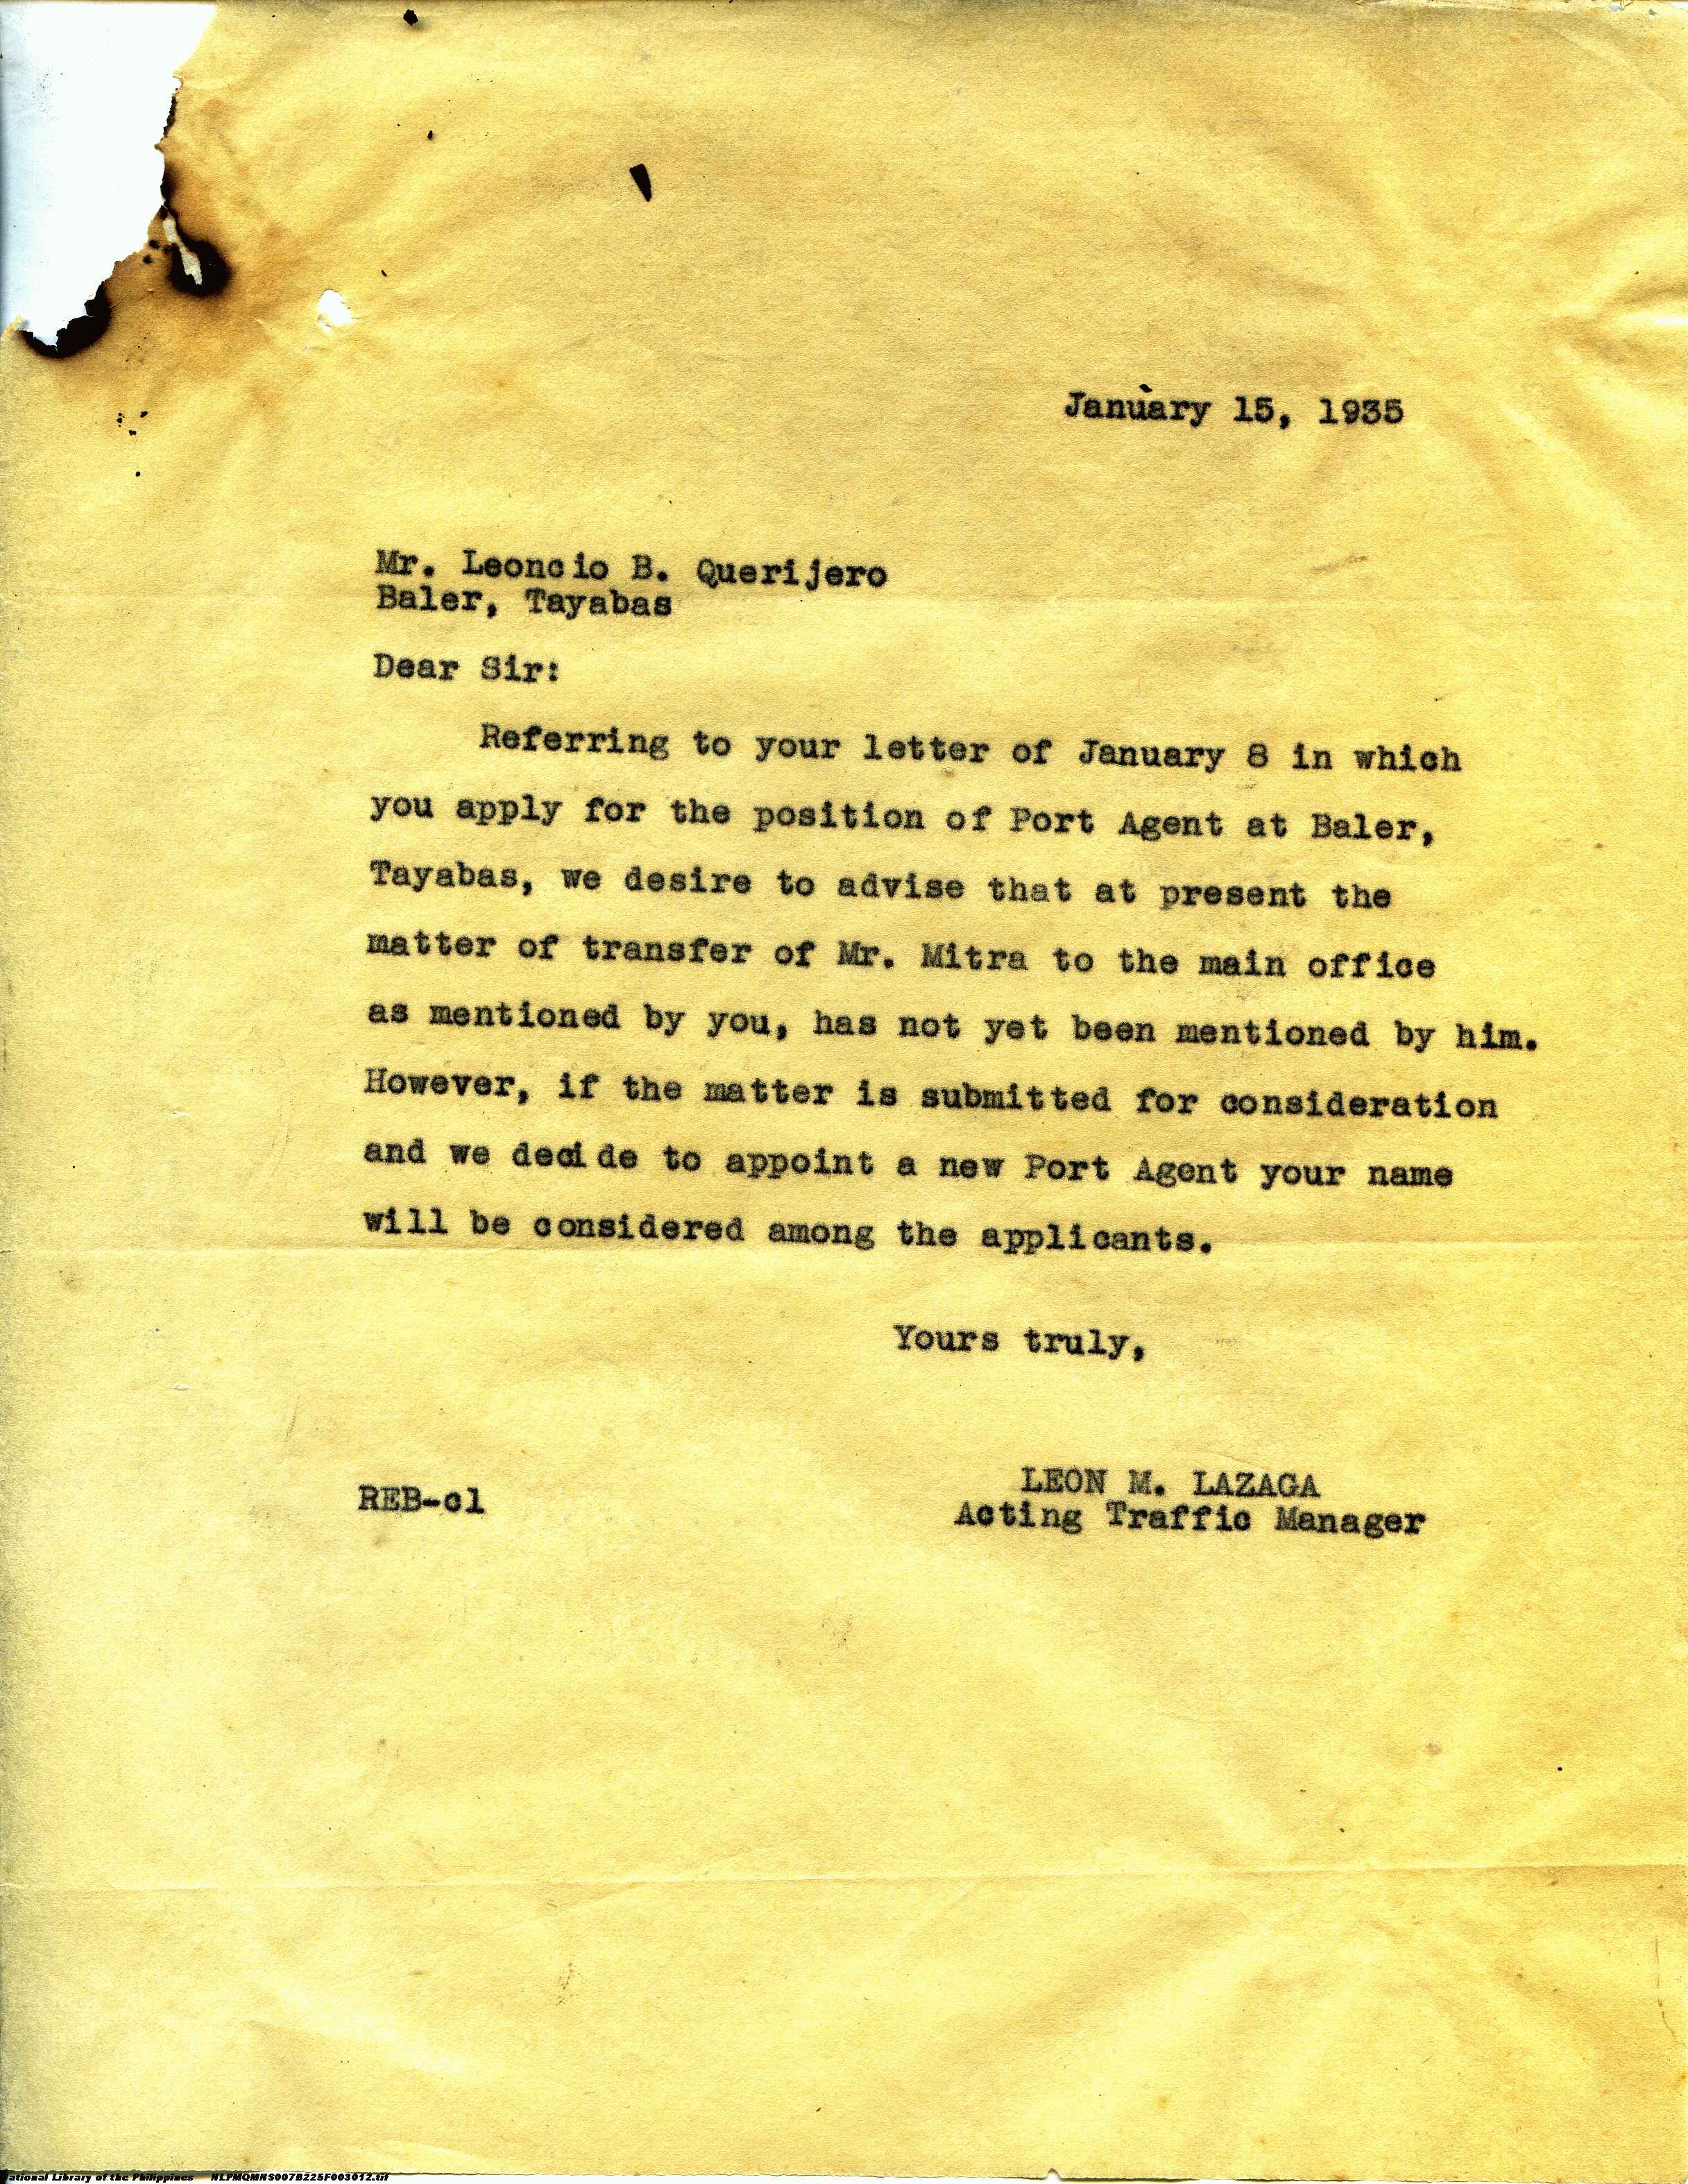 January 15, 1935
Mr. Leoncio B. Querijero
Baler, Tayabas
Dear Sir:
Referring to your letter of January 8 in which
you apply for the position of Port Agent at Baler,
Tayabas, we desire to advise that at present the
matter of transfer of Mr. Mitra to the main office
as mentioned by you, has not yet been mentioned by him.
However, if the matter is submitted for consideration
and we decide to appoint a new Port Agent your name
will be considered among the applicants.
Yours truly,
LEON M. LAZAGA
REB-cl
Acting Traffic Manager
ational Library of the Philippines NLPMQMNS007B225F003012.tif